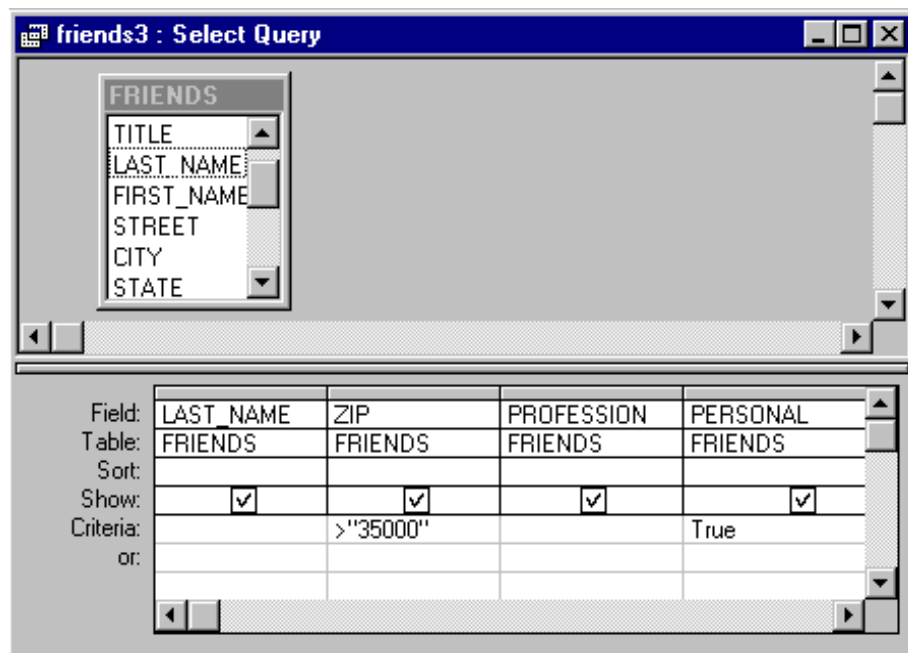 friends3 : Select Query
FRIENDS
TITLE
LAST_NAME
FIRST_NAME
STREET
CITY
STATE
Field: LAST_NAME ZIP PROFESSION PERSONAL
Table: FRIENDS FRIENDS FRIENDS FRIENDS
Sort:
Show:
Criteria: >"35000" True
or: